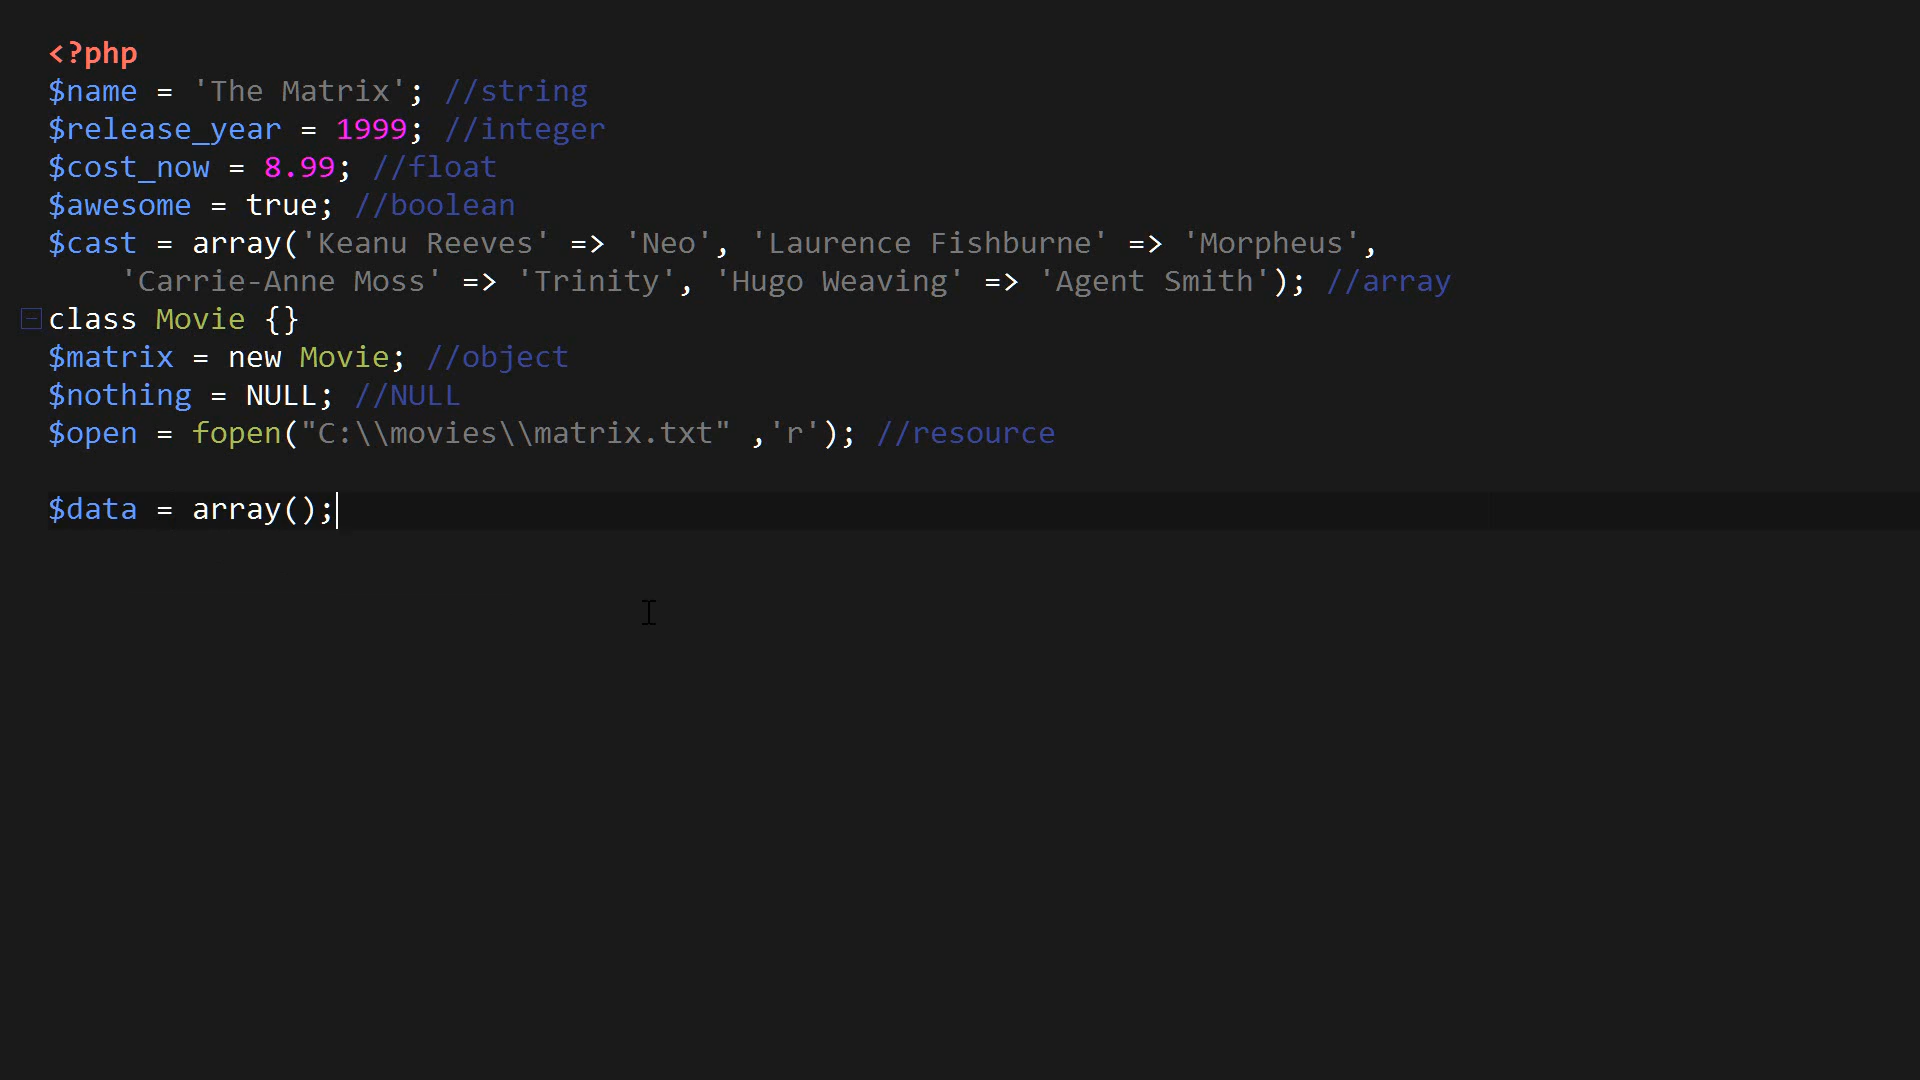 <?php
$name = 'The Matrix'; //string
$release_year = 1999; //integer
$cost_now = 8.99; //float
$awesome = true; //boolean
$cast = array('Keanu Reeves' => 'Neo', 'Laurence Fishburne' => 'Morpheus',
'Carrie-Anne Moss' => 'Trinity', 'Hugo Weaving' => 'Agent Smith'); //array
class Movie {}
$matrix = new Movie; //object
$nothing = NULL; //NULL
$open = fopen("C:\\movies\\matrix.txt" ,'r'); //resource
$data = array();